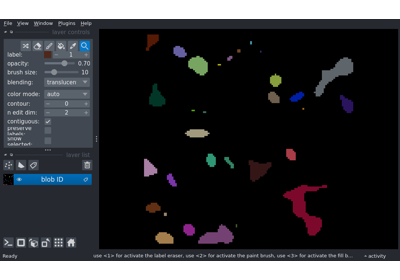 File View Window Plugins Help
layer controls
label: 1
opacity: 0.70
brush size: 10
blending: translucen
color mode: auto
contour: 0
n edit dim: 2
contiguous:
preserve
labels:
show
selected:
layer list
blob ID
Ready
use <1> for activate the label eraser, use <2> for activate the paint brush, use <3> for activate the fill b...
activity